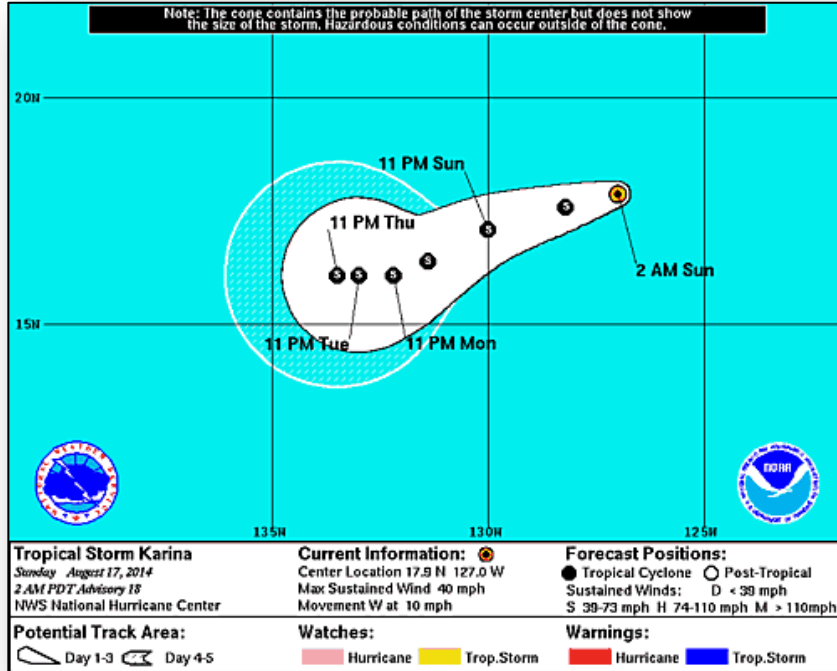 Note: The cone contains the probable path of the storm center but does not show
the size of the storm. Hazardous conditions can occur outside of the cone.
20N
11 PM Sun
11 PM Thu
2 AM Sun
15N
11 PM Tue
11 PM Mon
NOAA
135W
130W
125W
Tropical Storm Karina
Sunday August 17, 2014
2 AM PDT Advisory 18
NWS National Hurricane Center
Current Information:
Center Location 17.9 N 127.0 W
Max Sustained Wind 40 mph
Movement W at 10 mph
Forecast Positions:
Tropical Cyclone Post-Tropical
Sustained Winds: D < 39 mph
S 39-73 mph H 74-110 mph M > 110mph
Potential Track Area:
Day 1-3 Day 4-5
Watches:
Hurricane Trop.Storm
Warnings:
Hurricane Trop.Storm
S
S
S
S
S
S